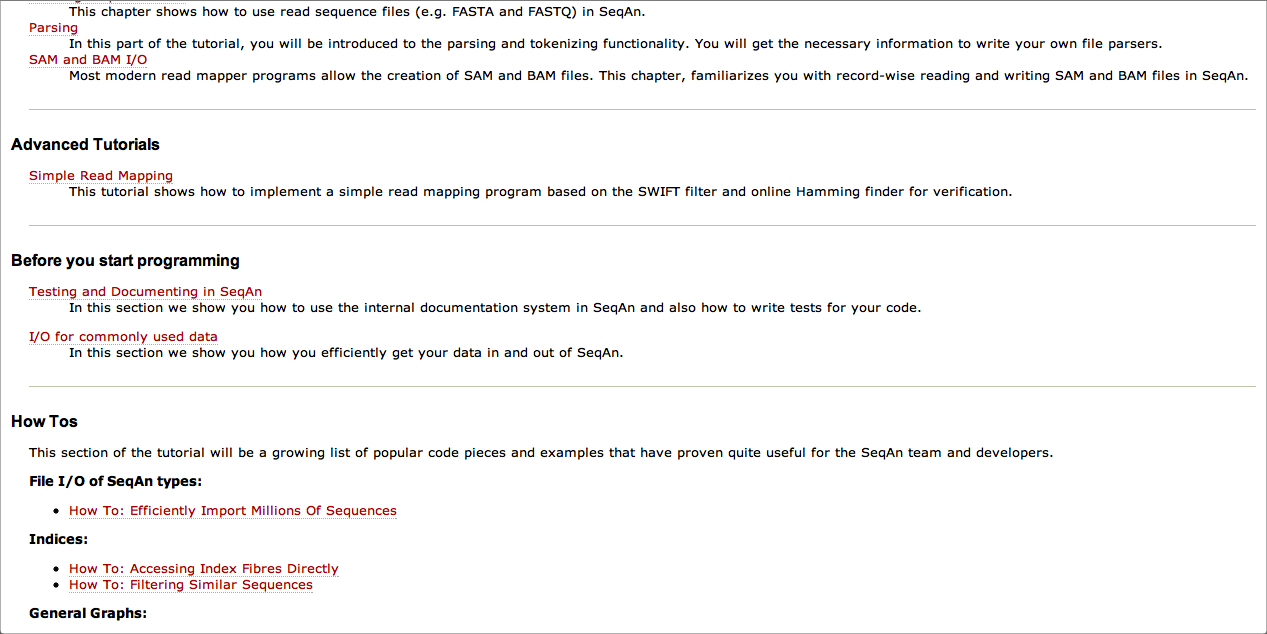 This chapter shows how to use read sequence files (e.g. FASTA and FASTQ) in SeqAn.
Parsing
In this part of the tutorial, you will be introduced to the parsing and tokenizing functionality. You will get the necessary information to write your own file parsers.
SAM and BAM I/O
Most modern read mapper programs allow the creation of SAM and BAM files. This chapter, familiarizes you with record-wise reading and writing SAM and BAM files in SeqAn.
Advanced Tutorials
Simple Read Mapping
This tutorial shows how to implement a simple read mapping program based on the SWIFT filter and online Hamming finder for verification.
Before you start programming
Testing and Documenting in SeqAn
In this section we show you how to use the internal documentation system in SeqAn and also how to write tests for your code.
I/O for commonly used data
In this section we show you how you efficiently get your data in and out of SeqAn.
How Tos
This section of the tutorial will be a growing list of popular code pieces and examples that have proven quite useful for the SeqAn team and developers.
File I/O of SeqAn types:
How To: Efficiently Import Millions Of Sequences
Indices:
How To: Accessing Index Fibres Directly
How To: Filtering Similar Sequences
General Graphs: